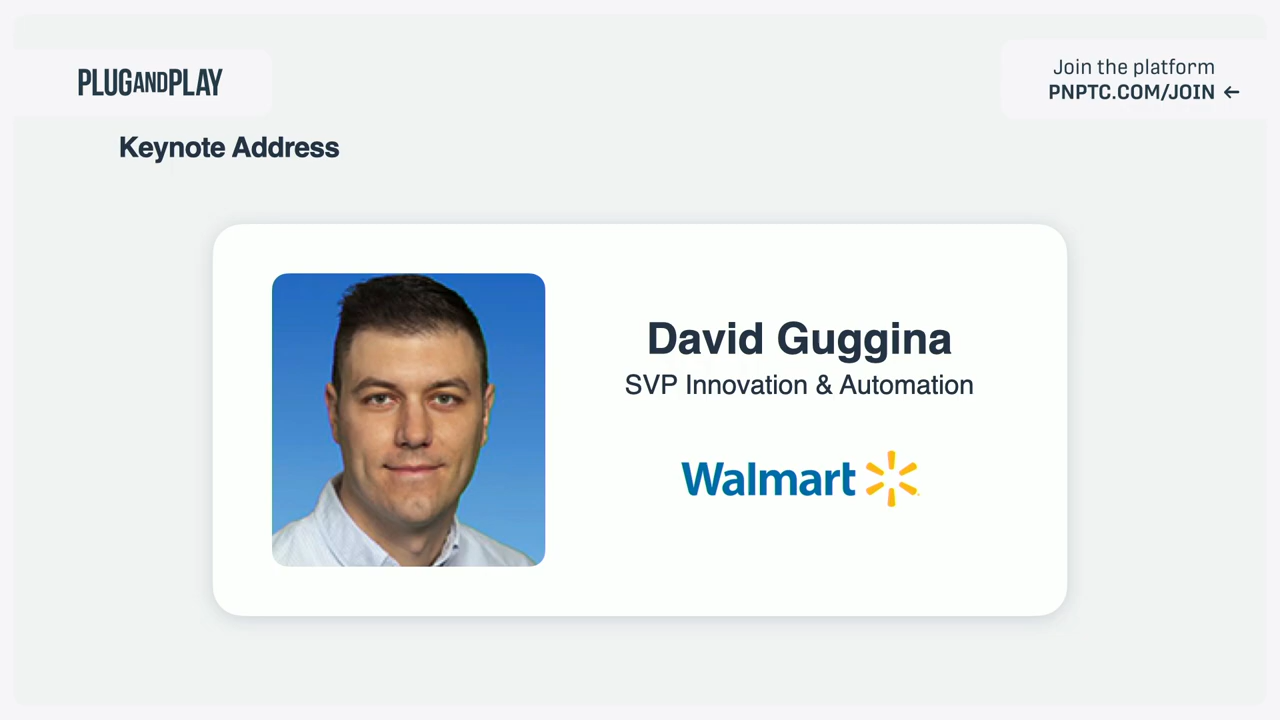 PLUGANDPLAY
Join the platform
PNPTC.COM/JOIN ←
Keynote Address
David Guggina
SVP Innovation & Automation
Walmart